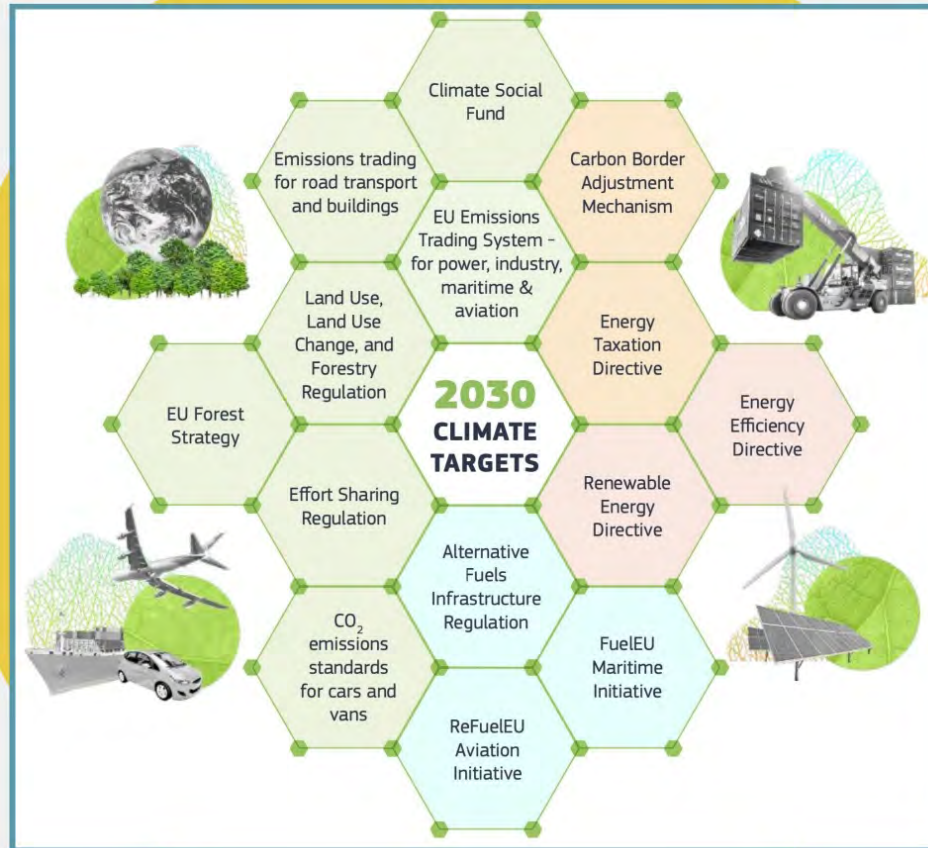 Climate Social
Fund
Emissions trading
for road transport
and buildings
Carbon Border
Adjustment
Mechanism
EU Emissions
Trading System –
for power, industry,
maritime &
aviation
Land Use,
Land Use
Change, and
Forestry
Regulation
Energy
Taxation
Directive
EU Forest
Strategy
2030
CLIMATE
TARGETS
Energy
Efficiency
Directive
Effort Sharing
Regulation
Renewable
Energy
Directive
Alternative
Fuels
Infrastructure
Regulation
CO₂
emissions
standards
for cars and
vans
FuelEU
Maritime
Initiative
ReFuelEU
Aviation
Initiative